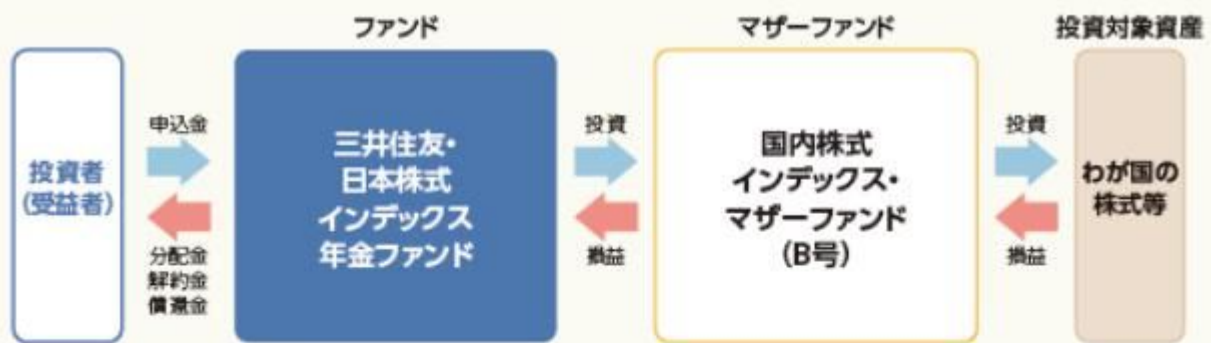 ファンド
マザーファンド
投資対象資産
投資者
(受益者)
申込金
分配金
解約金
償還金
三井住友・
日本株式
インデックス
年金ファンド
投資
損益
国内株式
インデックス・
マザーファンド
(B号)
投資
損益
わが国の
株式等